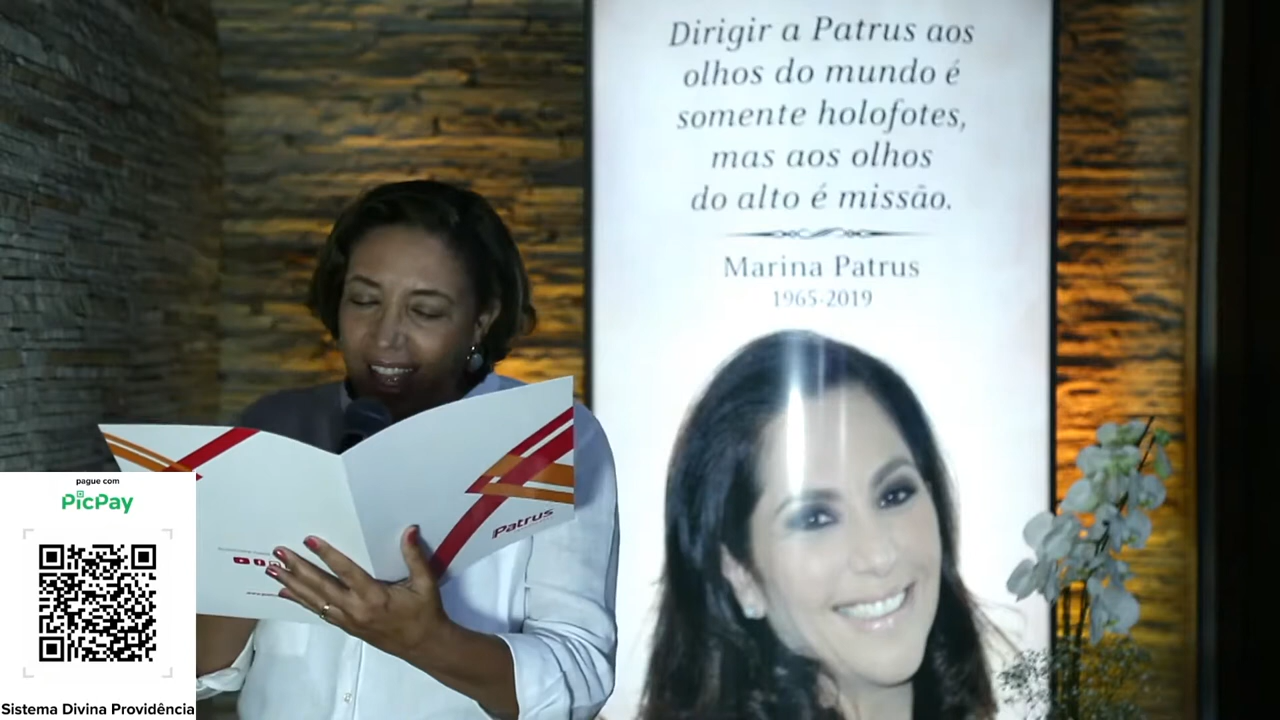 Dirigir a Patrus aos
olhos do mundo é
somente holofotes,
mas aos olhos
do alto é missão.
Marina Patrus
1965-2019
Patrus
pague com
PicPay
Sistema Divina Providência